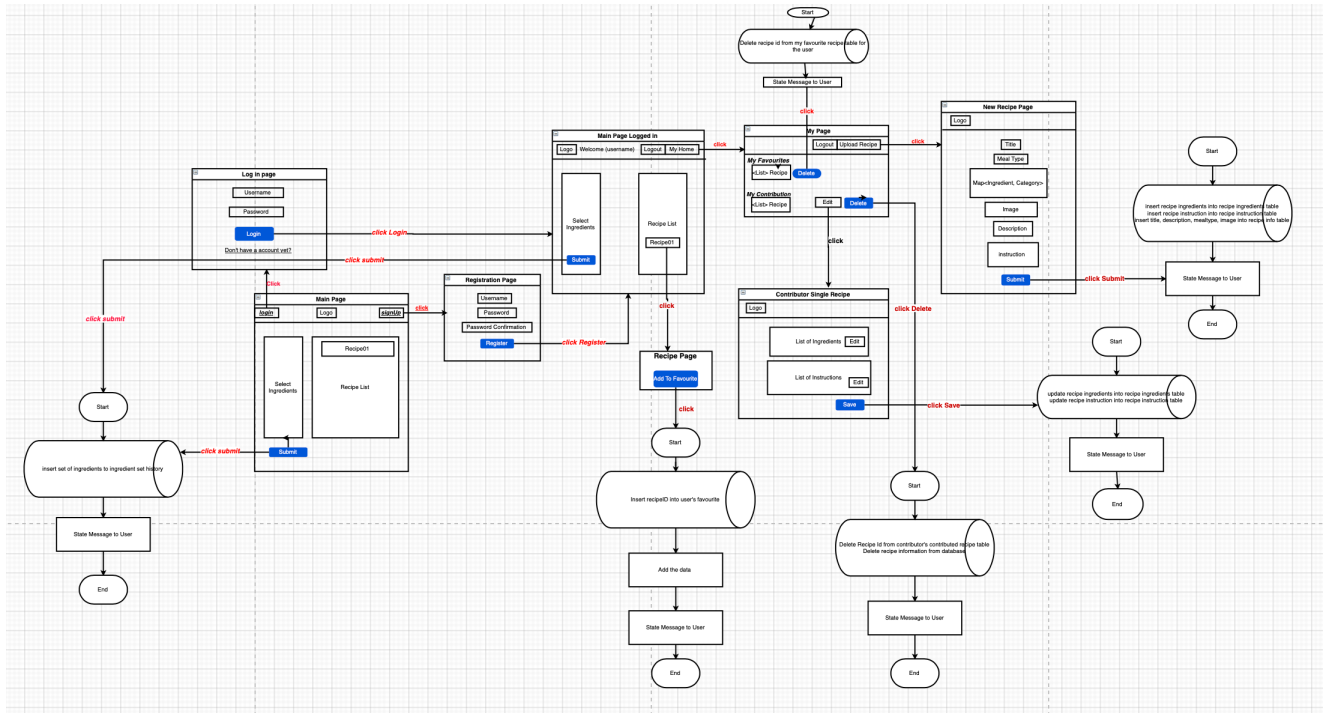 Start
Delete recipe id from my favourite recipe table for
the user
State Message to User
click
Log in page
Username
Password
Login
Don't have a account yet?
click Login
click submit
Click
Main Page
login
Logo
signUp
click
Recipe01
Select
Ingredients
Recipe List
Submit
click submit
click submit
Start
insert set of ingredients to ingredient set history
State Message to User
End
Registration Page
Username
Password
Password Confirmation
Register
click Register
Main Page Logged in
Logo
Welcome (username)
Logout
My Home
Select
Ingredients
Submit
Recipe List
Recipe01
click
click
Recipe Page
Add To Favourite
click
Start
Insert recipeID into user's favourite
Add the data
State Message to User
End
My Page
Logout
Upload Recipe
My Favourites
<List> Recipe
Delete
My Contribution
<List> Recipe
Edit
Delete
click
click
Contributor Single Recipe
Logo
List of Ingredients
Edit
List of Instructions
Edit
Save
click Save
click Delete
Start
Delete Recipe Id from contributor's contributed recipe table
Delete recipe information from database
State Message to User
End
New Recipe Page
Logo
Title
Meal Type
Map<Ingredient, Category>
Image
Description
Instruction
Submit
click Submit
Start
insert recipe ingredients into recipe ingredients table
insert recipe instruction into recipe instruction table
insert title, description, mealtype, image into recipe info table
State Message to User
End
Start
update recipe ingredients into recipe ingredients table
update recipe instruction into recipe instruction table
State Message to User
End